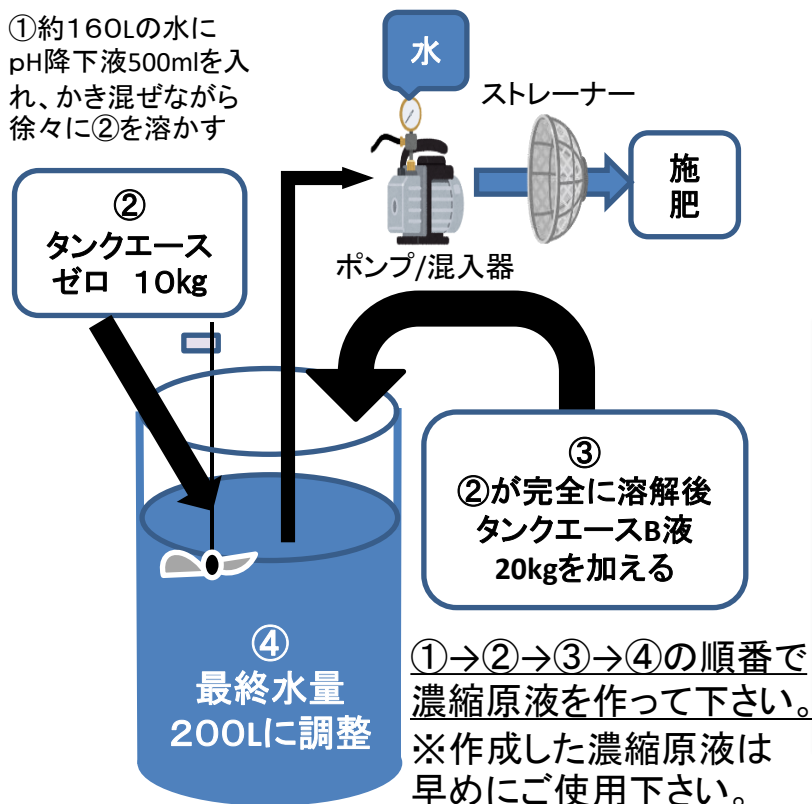 ①約160Lの水に
pH降下液500mlを入
れ、かき混ぜながら
徐々に②を溶かす
水
ストレーナー
施
肥
ポンプ/混入器
②
タンクエース
ゼロ 10kg
③
②が完全に溶解後
タンクエースB液
20kgを加える
④
最終水量
200Lに調整
①→②→③→④の順番で
濃縮原液を作って下さい。
※作成した濃縮原液は
早めにご使用下さい。